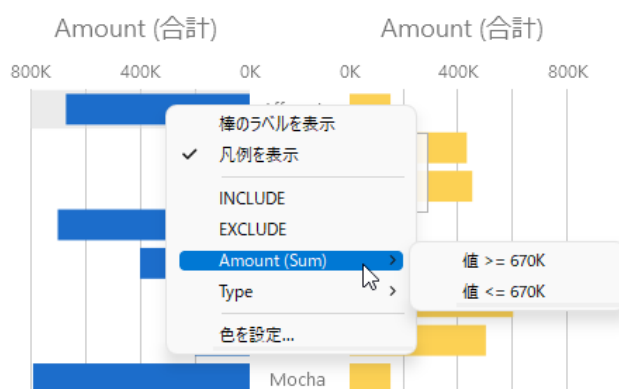 Amount (合計) Amount (合計)
800K 400K 0K 0K 400K 800K
棒のラベルを表示
凡例を表示
INCLUDE
EXCLUDE
Amount (Sum)
値 >= 670K
Type
値 <= 670K
色を設定...
Mocha